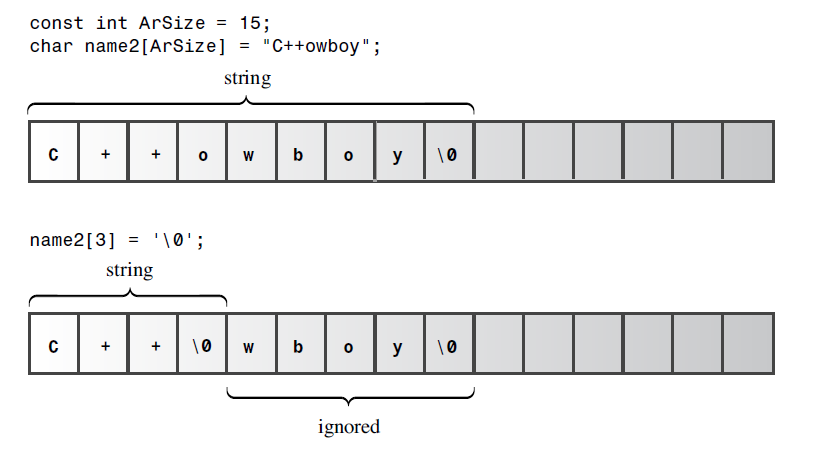 const int ArSize = 15;
char name2[ArSize] = "C++owboy";
string
C + + o w b o y \0
name2[3] = '\0';
string
C + + \0 w b o y \0
ignored